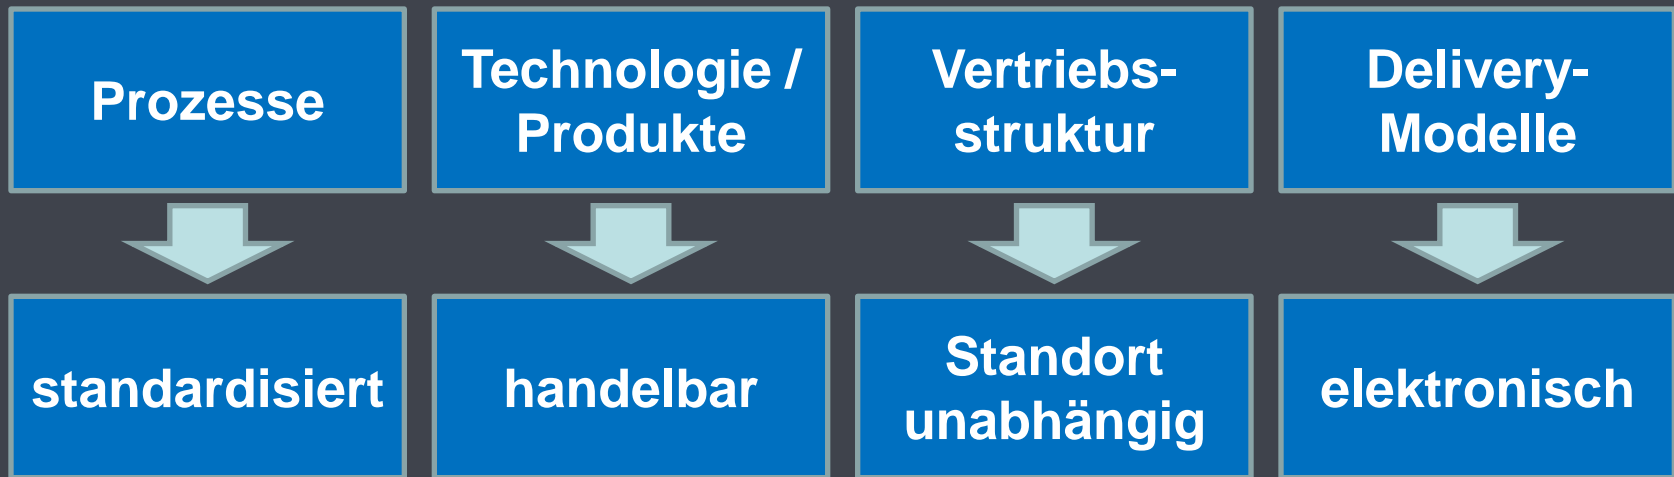 Prozesse
Technologie /
Produkte
Vertriebs-
struktur
Delivery-
Modelle
standardisiert
handelbar
Standort
unabhängig
elektronisch